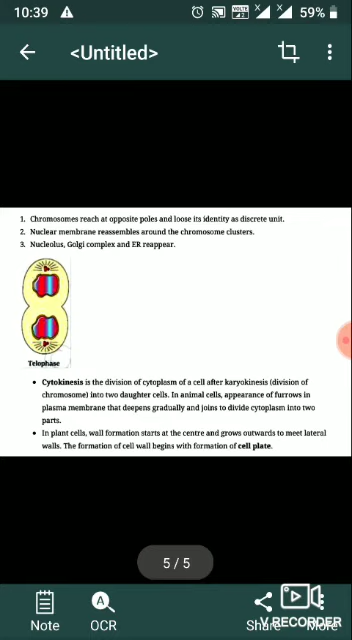 10:39
VOLTE
59%
<Untitled>
1. Chromosomes reach at opposite poles and loose its identity as discrete unit.
2. Nuclear membrane reassembles around the chromosome clusters.
3. Nucleolus, Golgi complex and ER reappear.
Telophase
• Cytokinesis is the division of cytoplasm of a cell after karyokinesis (division of
chromosome) into two daughter cells. In animal cells, appearance of furrows in
plasma membrane that deepens gradually and joins to divide cytoplasm into two
parts.
• In plant cells, wall formation starts at the centre and grows outwards to meet lateral
walls. The formation of cell wall begins with formation of cell plate.
5 / 5
A
Note
OCR
Share
More
V RECORDER